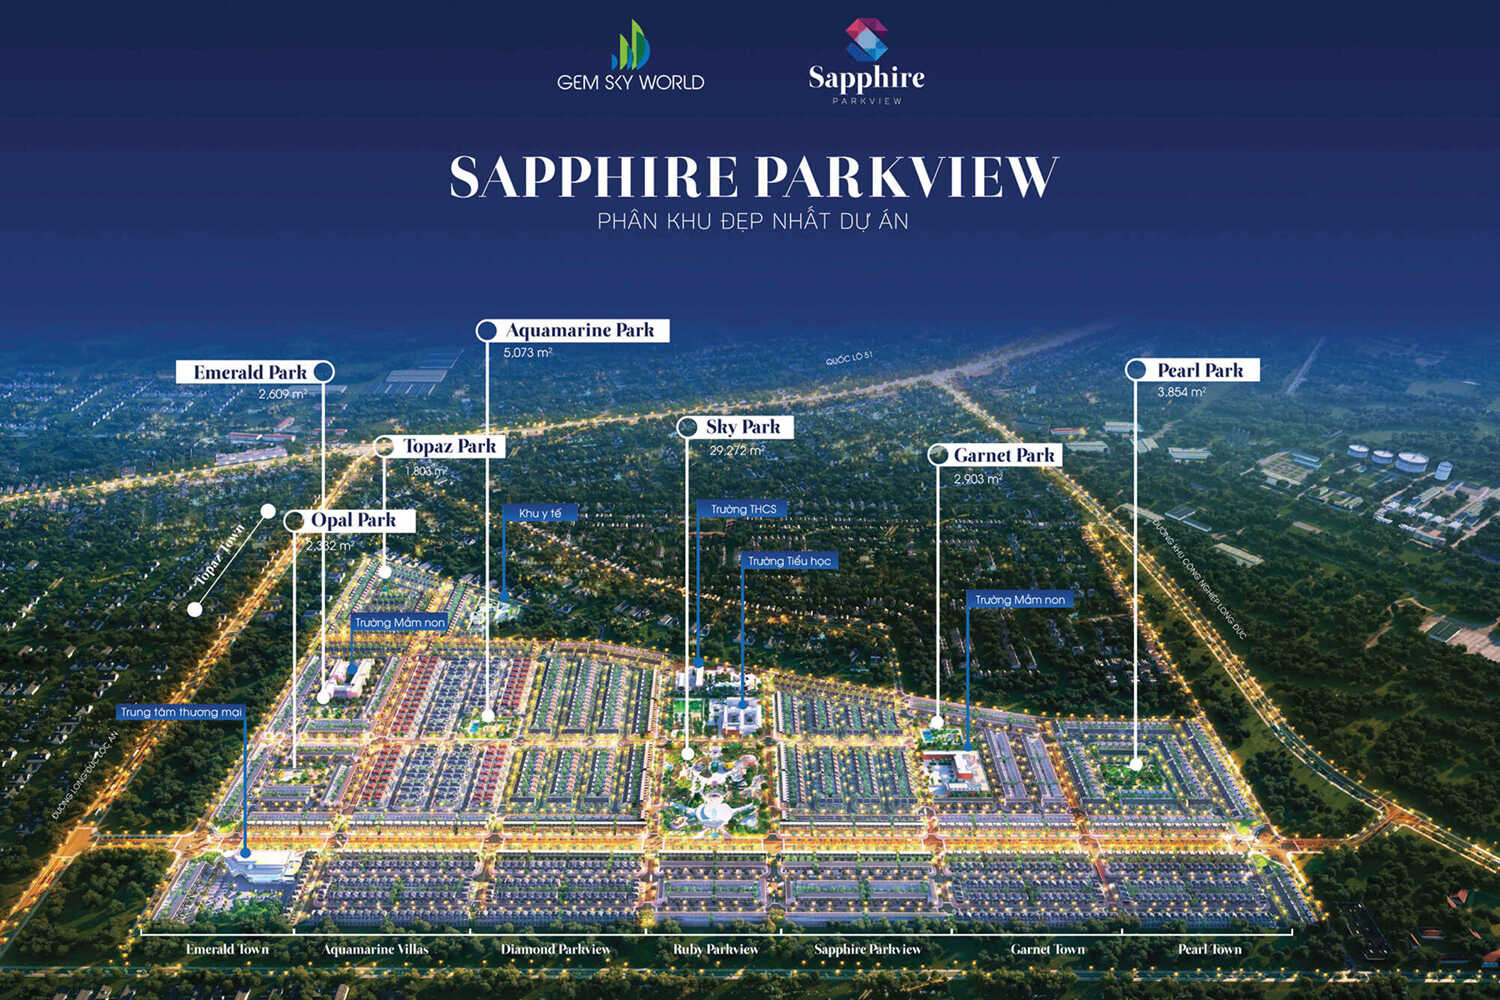 GEM SKY WORLD
Sapphire
PARKVIEW
SAPPHIRE PARKVIEW
PHÂN KHU ĐẸP NHẤT DỰ ÁN
Aquamarine Park
5.073 m²
QUỐC LỘ 51
Emerald Park
2,609 m²
Pearl Park
3,854 m²
Sky Park
29.272 m²
Topaz Park
1.803 m²
Garnet Park
2,903 m²
Opal Park
2,332 m²
Topaz Town
Khu y tế
Trường THCS
Trường Tiểu học
Trường Mầm non
Trường Mầm non
ĐƯỜNG KHU CÔNG NGHIỆP LONG ĐỨC
Trung tâm thương mại
ĐƯỜNG LONG ĐỨC LỘC AN
Emerald Town
Aquamarine Villas
Diamond Parkview
Ruby Parkview
Sapphire Parkview
Garnet Town
Pearl Town